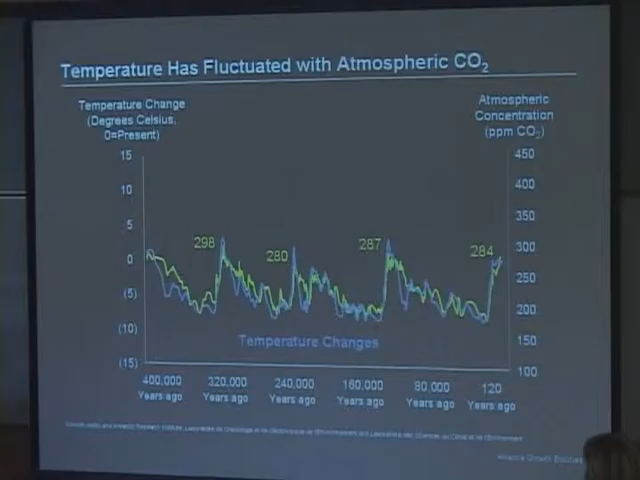 Temperature Has Fluctuated with Atmospheric CO₂
Temperature Change
(Degrees Celsius,
0=Present)
Atmospheric
Concentration
(ppm CO₂)
15
10
5
0
(5)
(10)
(15)
450
400
350
300
250
200
150
100
298
280
287
284
Temperature Changes
400,000
Years ago
320,000
Years ago
240,000
Years ago
160,000
Years ago
80,000
Years ago
120
Years ago